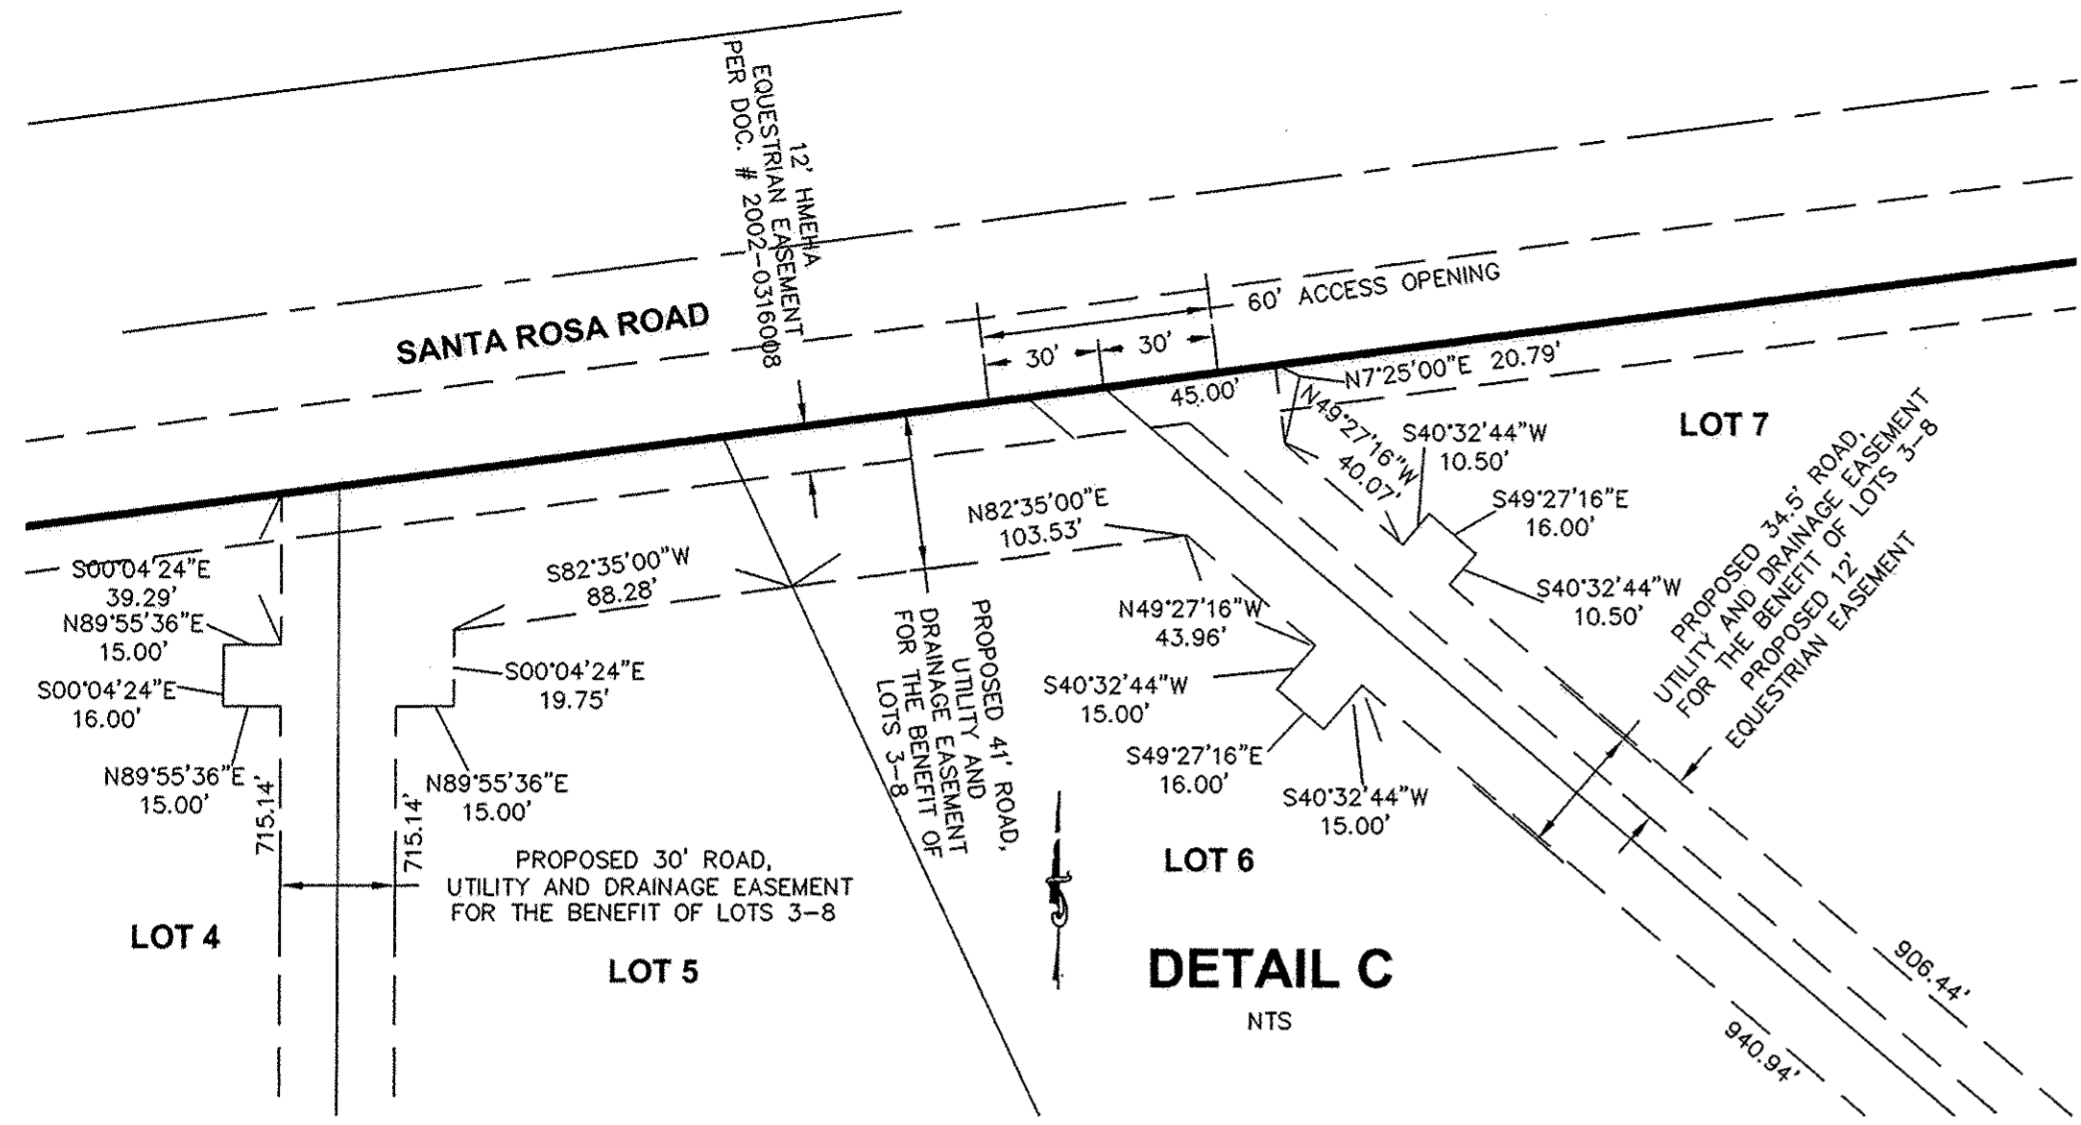 12' HMEHA
EQUESTRIAN EASEMENT
PER DOC. # 2002-0316008
SANTA ROSA ROAD
60' ACCESS OPENING
30'
30'
45.00'
N7°25'00"E 20.79'
N49°27'16"W
40.07'
S40°32'44"W
10.50'
LOT 7
S49°27'16"E
16.00'
S40°32'44"W
10.50'
PROPOSED 34.5' ROAD,
UTILITY AND DRAINAGE EASEMENT
FOR THE BENEFIT OF LOTS 3-8
PROPOSED 12'
EQUESTRIAN EASEMENT
S00°04'24"E
39.29'
N89°55'36"E
15.00'
S00°04'24"E
16.00'
N89°55'36"E
15.00'
S82°35'00"W
88.28'
S00°04'24"E
19.75'
N89°55'36"E
15.00'
715.14'
715.14'
N82°35'00"E
103.53'
PROPOSED 41' ROAD,
UTILITY AND
DRAINAGE EASEMENT
FOR THE BENEFIT OF
LOTS 3-8
N49°27'16"W
43.96'
S40°32'44"W
15.00'
S49°27'16"E
16.00'
S40°32'44"W
15.00'
PROPOSED 30' ROAD,
UTILITY AND DRAINAGE EASEMENT
FOR THE BENEFIT OF LOTS 3-8
LOT 4
LOT 5
LOT 6
DETAIL C
NTS
906.44'
940.94'